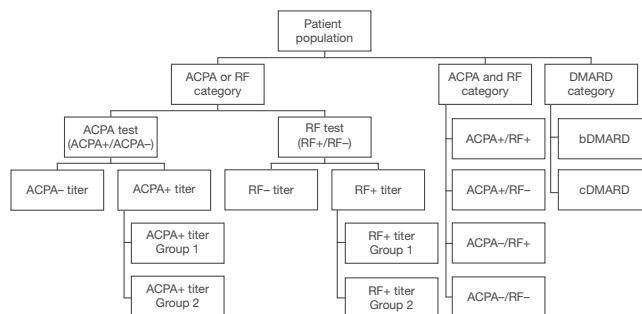 Patient
population
ACPA or RF
category
ACPA and RF
category
DMARD
category
ACPA test
(ACPA+/ACPA–)
RF test
(RF+/RF–)
ACPA+/RF+
bDMARD
ACPA– titer
ACPA+ titer
RF– titer
RF+ titer
ACPA+/RF–
cDMARD
ACPA+ titer
Group 1
RF+ titer
Group 1
ACPA–/RF+
ACPA+ titer
Group 2
RF+ titer
Group 2
ACPA–/RF–